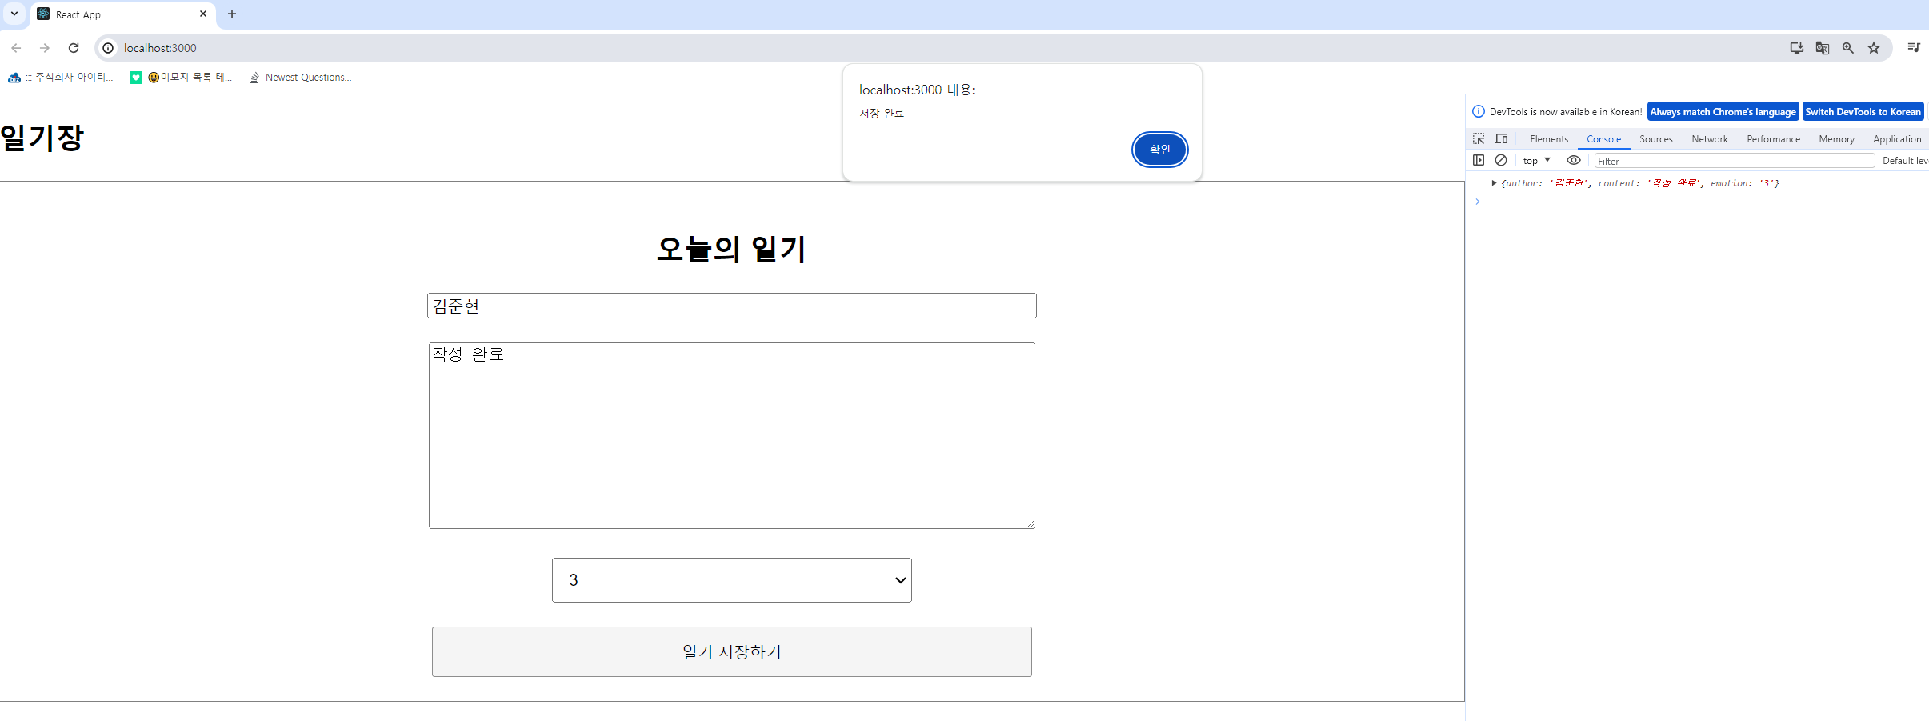 React App
localhost:3000
:: 주식회사 아이티... 이모지 목록 테... Newest Questions...
localhost:3000 내용:
저장 완료
확인
일기장
오늘의 일기
김준현
작성 완료
3
일기 저장하기
DevTools is now available in Korean! Always match Chrome's language Switch DevTools to Korean
Elements Console Sources Network Performance Memory Application
top Filter Default lev
{author: '김준현', content: '작성 완료', emotion: '3'}